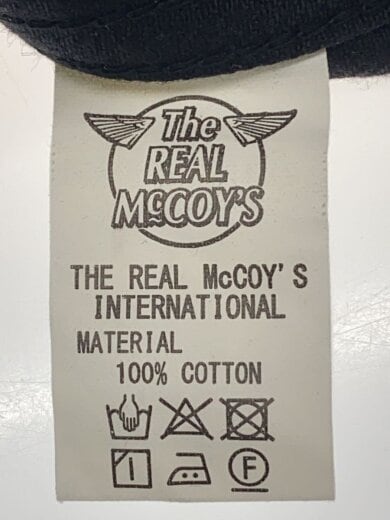 The
REAL
McCOY'S
THE REAL McCOY'S
INTERNATIONAL
MATERIAL
100% COTTON
F